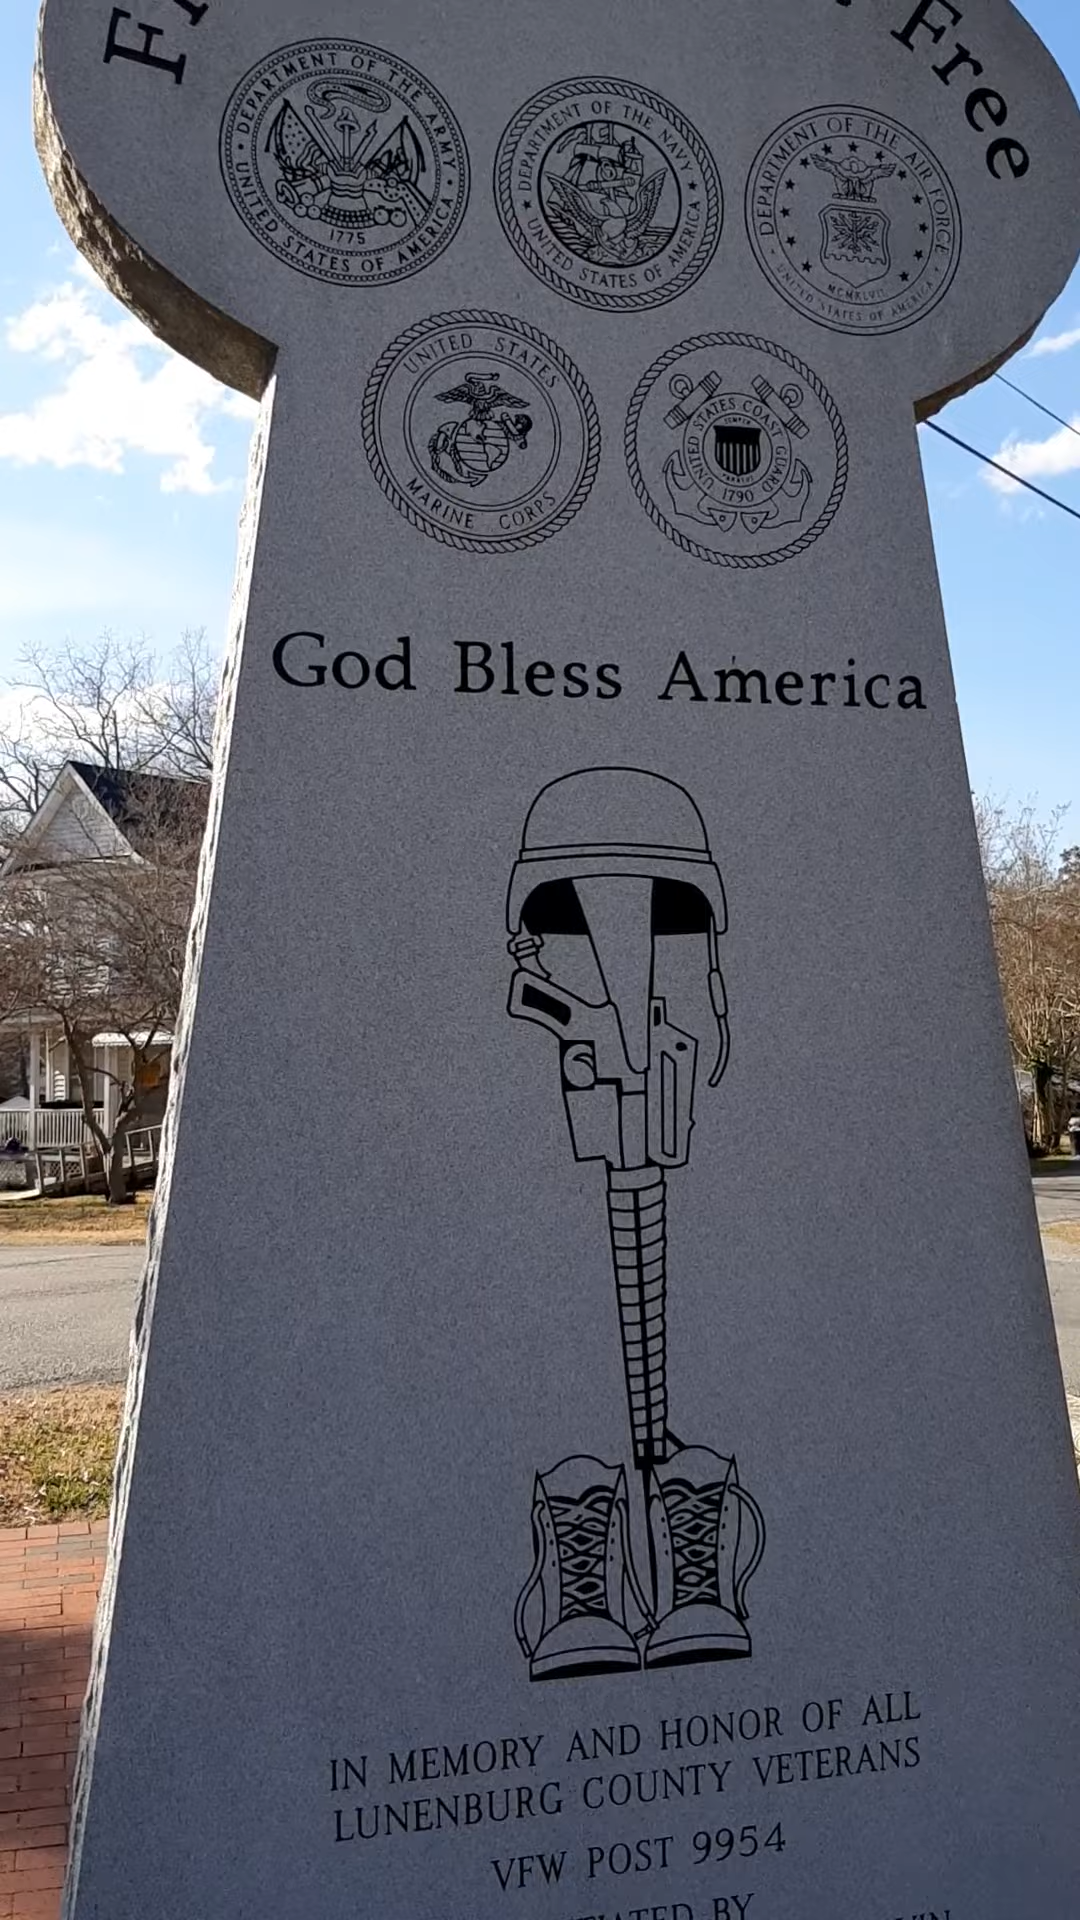 Free
DEPARTMENT OF THE ARMY
UNITED STATES OF AMERICA
1775
DEPARTMENT OF THE NAVY
UNITED STATES OF AMERICA
DEPARTMENT OF THE AIR FORCE
MCMXLVII
UNITED STATES OF AMERICA
UNITED STATES
MARINE CORPS
UNITED STATES COAST GUARD
1790
God Bless America
IN MEMORY AND HONOR OF ALL
LUNENBURG COUNTY VETERANS
VFW POST 9954
BY